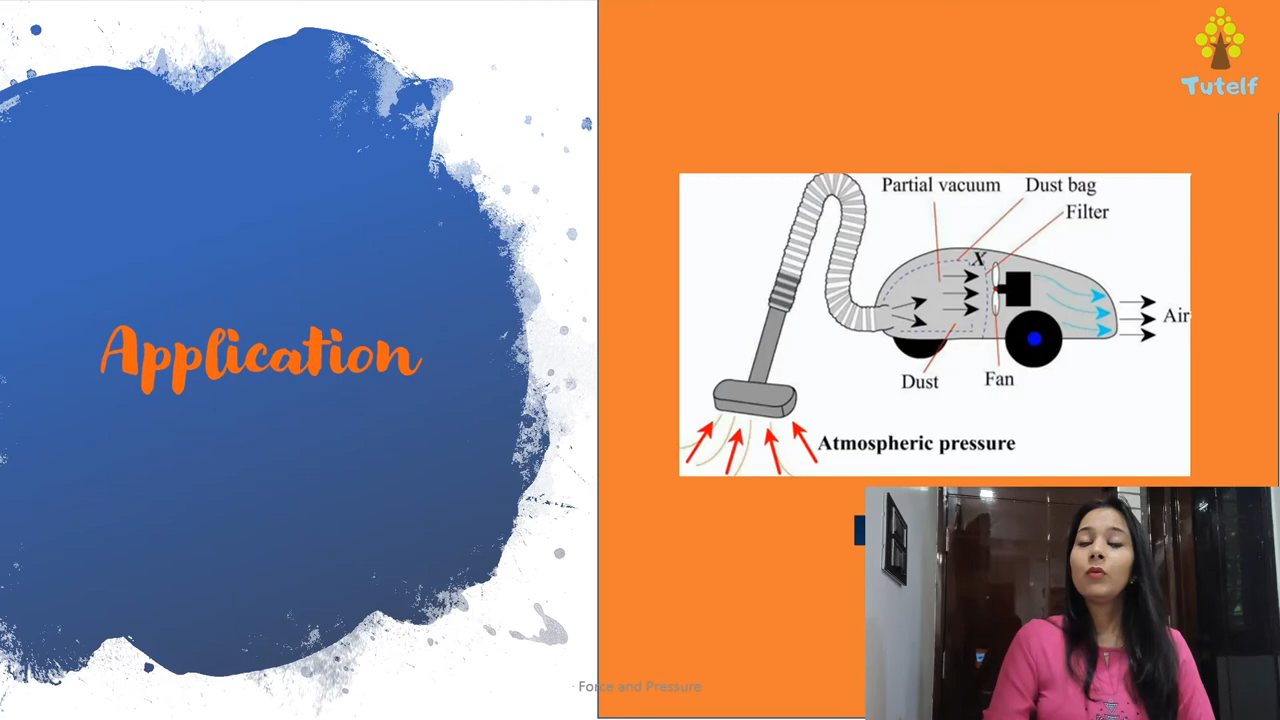 Tutelf
Application
Partial vacuum
Dust bag
Filter
X
Air
Dust
Fan
Atmospheric pressure
Force and Pressure